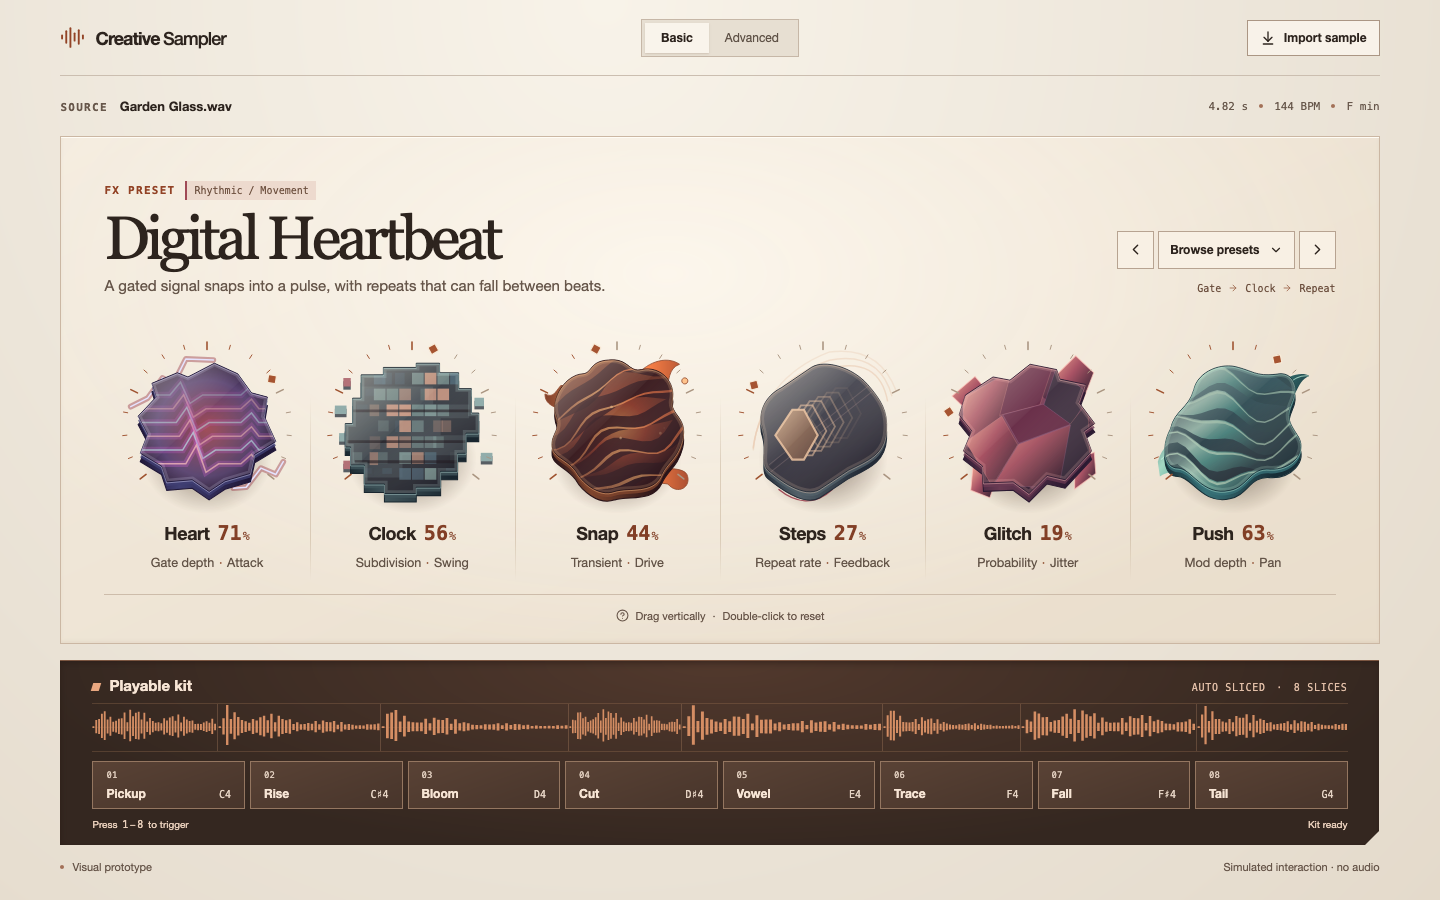 Creative Sampler
Basic
Advanced
Import sample
SOURCE Garden Glass.wav
4.82 s • 144 BPM • F min
FX PRESET
Rhythmic / Movement
Digital Heartbeat
A gated signal snaps into a pulse, with repeats that can fall between beats.
Browse presets
Gate → Clock → Repeat
Heart 71%
Gate depth · Attack
Clock 56%
Subdivision · Swing
Snap 44%
Transient · Drive
Steps 27%
Repeat rate · Feedback
Glitch 19%
Probability · Jitter
Push 63%
Mod depth · Pan
Drag vertically · Double-click to reset
Playable kit
AUTO SLICED · 8 SLICES
01
Pickup C4
02
Rise C♯4
03
Bloom D4
04
Cut D♯4
05
Vowel E4
06
Trace F4
07
Fall F♯4
08
Tail G4
Press 1–8 to trigger
Kit ready
• Visual prototype
Simulated interaction · no audio